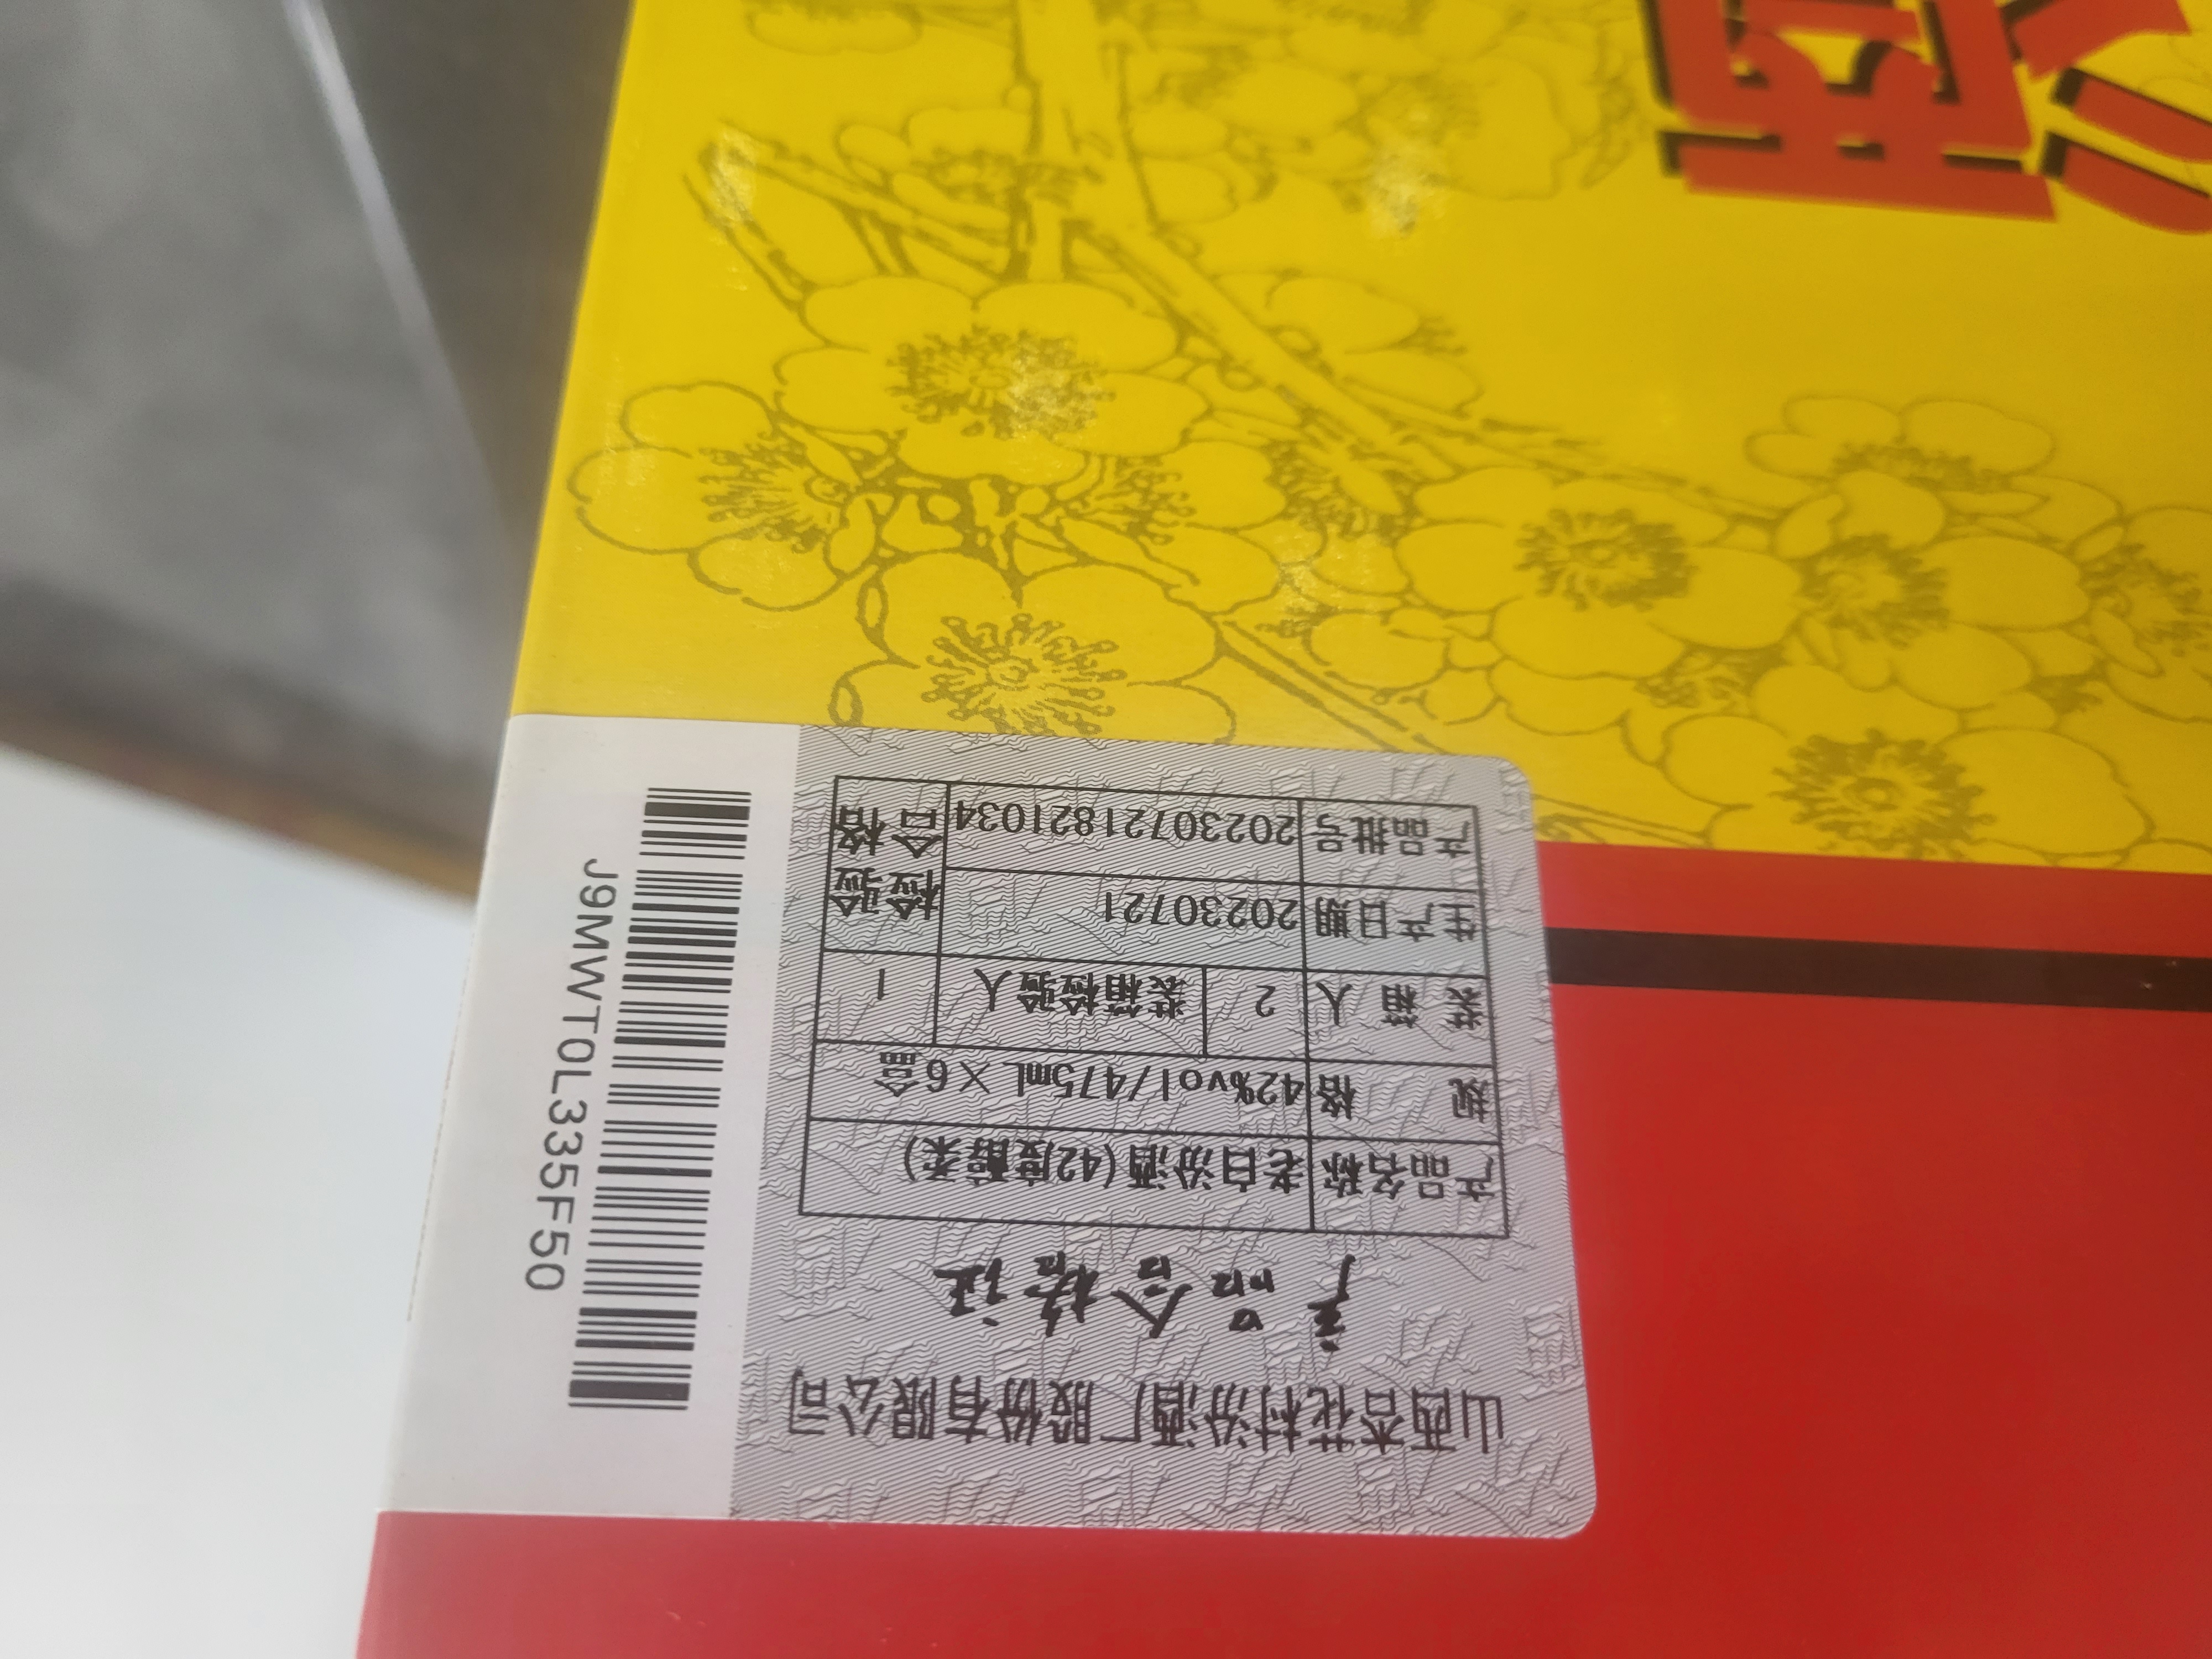 山西杏花村汾酒厂股份有限公司
产品合格证
产品名称 老白汾酒(42度醇柔)
规格 42%vol/475mL×6盒
装箱人 2 装箱检验人 1
生产日期 20230721
检验合格
产品批号 20230721821034
J9MWT0L335F50
酒